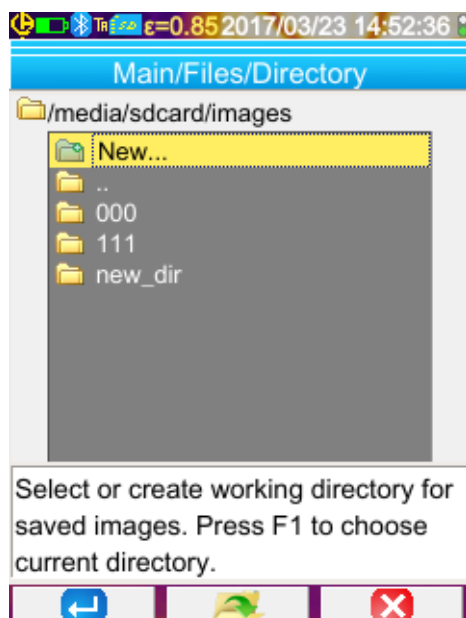 ε=0.85 2017/03/23 14:52:36
Main/Files/Directory
/media/sdcard/images
New...
..
000
111
new_dir
Select or create working directory for
saved images. Press F1 to choose
current directory.